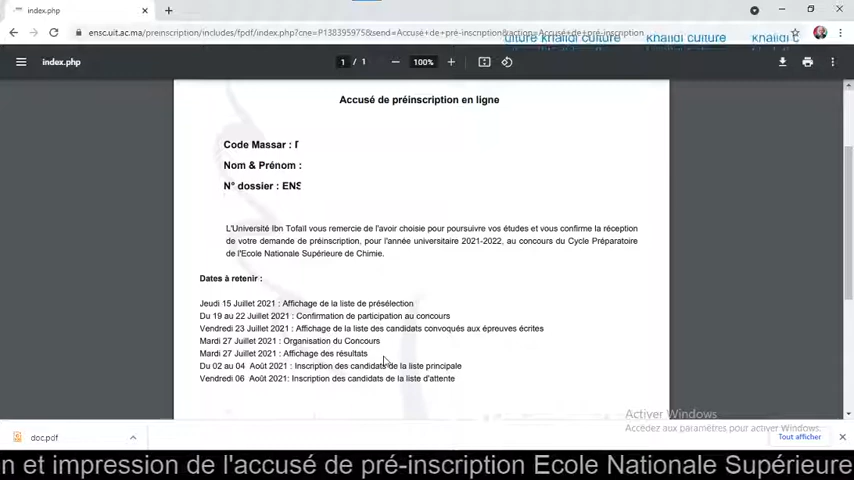 index.php
ensc.uit.ac.ma/preinscription/includes/fpdf/index.php?cne=P138395975&send=Accusé+de+pré-inscription&action=Accusé+de+pré-inscription
ulture khalidi culture khalidi culture khalidi c
index.php
1 / 1
100%
Accusé de préinscription en ligne
Code Massar :
Nom & Prénom :
N° dossier : ENS
L'Université Ibn Tofaïl vous remercie de l'avoir choisie pour poursuivre vos études et vous confirme la réception
de votre demande de préinscription, pour l'année universitaire 2021-2022, au concours du Cycle Préparatoire
de l'Ecole Nationale Supérieure de Chimie.
Dates à retenir :
Jeudi 15 Juillet 2021 : Affichage de la liste de présélection
Du 19 au 22 Juillet 2021 : Confirmation de participation au concours
Vendredi 23 Juillet 2021 : Affichage de la liste des candidats convoqués aux épreuves écrites
Mardi 27 Juillet 2021 : Organisation du Concours
Mardi 27 Juillet 2021 : Affichage des résultats
Du 02 au 04 Août 2021 : Inscription des candidats de la liste principale
Vendredi 06 Août 2021: Inscription des candidats de la liste d'attente
Activer Windows
Accédez aux paramètres pour activer Windows.
doc.pdf
Tout afficher
n et impression de l'accusé de pré-inscription Ecole Nationale Supérieure